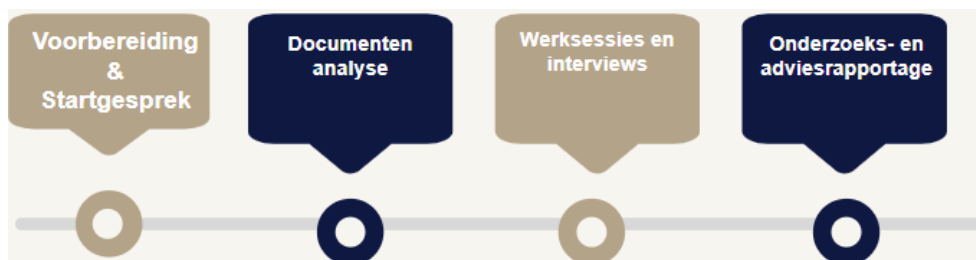 Voorbereiding
&
Startgesprek
Documenten
analyse
Werksessies en
interviews
Onderzoeks- en
adviesrapportage